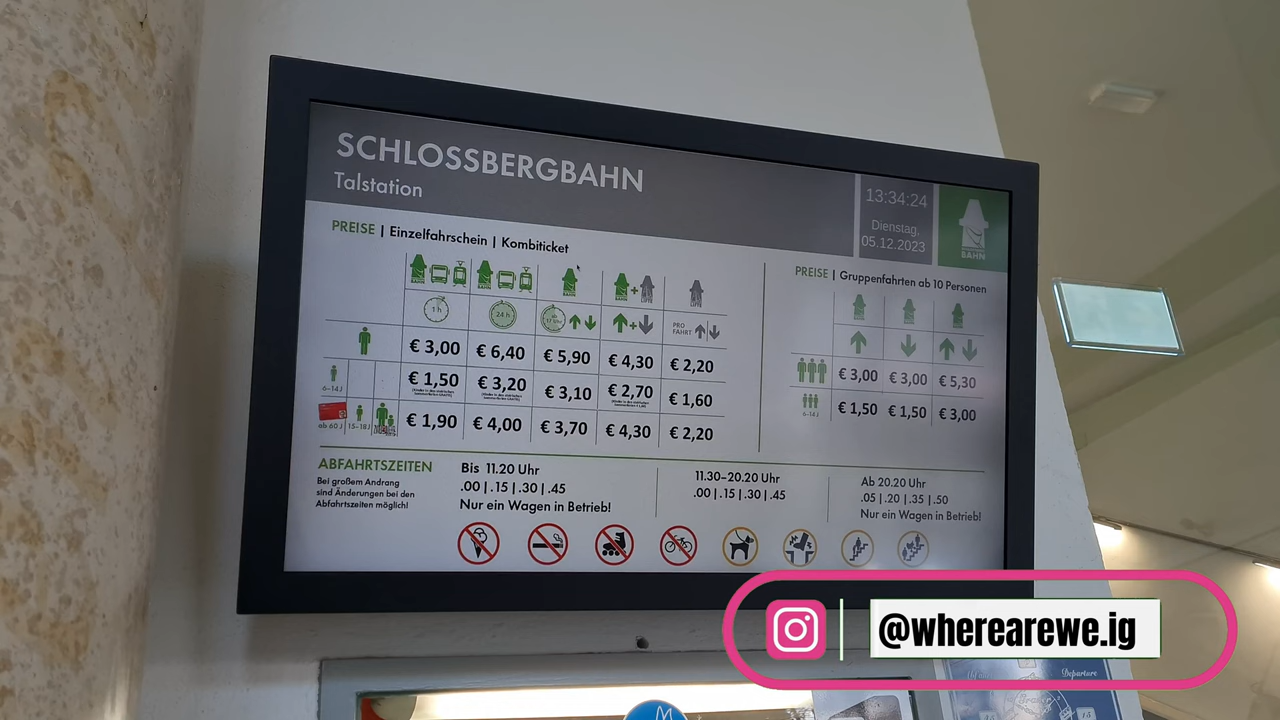 SCHLOSSBERGBAHN
Talstation
13:34:24
Dienstag,
05.12.2023
BAHN
PREISE | Einzelfahrschein | Kombiticket
1 h
24 h
PRO
FAHRT
€ 3,00 € 6,40 € 5,90 € 4,30 € 2,20
6–14 J € 1,50 € 3,20 € 3,10 € 2,70 € 1,60
ab 60 J 15–18 J € 1,90 € 4,00 € 3,70 € 4,30 € 2,20
PREISE | Gruppenfahrten ab 10 Personen
€ 3,00 € 3,00 € 5,30
6–14 J € 1,50 € 1,50 € 3,00
ABFAHRTSZEITEN
Bei großem Andrang
sind Änderungen bei den
Abfahrtszeiten möglich!
Bis 11.20 Uhr
.00 | .15 | .30 | .45
Nur ein Wagen in Betrieb!
11.30–20.20 Uhr
.00 | .15 | .30 | .45
Ab 20.20 Uhr
.05 | .20 | .35 | .50
Nur ein Wagen in Betrieb!
@wherearewe.ig
Departure